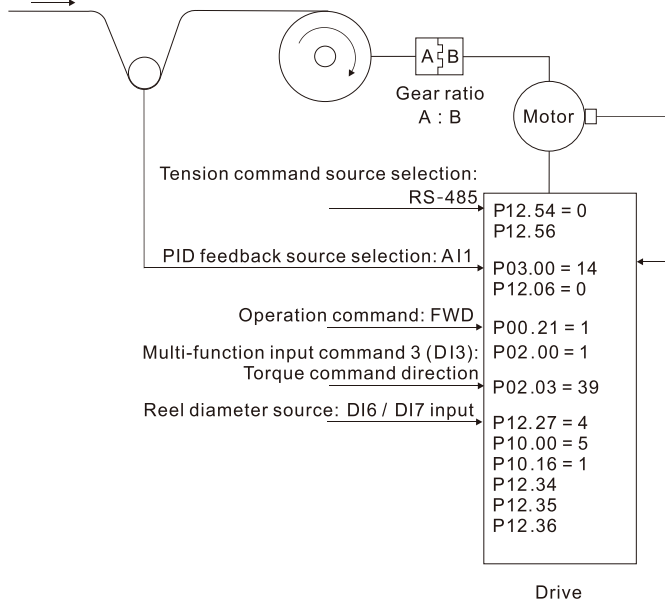 A B
Gear ratio
A : B
Motor
Tension command source selection:
RS-485
P12.54 = 0
P12.56
PID feedback source selection: AI1
P03.00 = 14
P12.06 = 0
Operation command: FWD
P00.21 = 1
Multi-function input command 3 (DI3):
P02.00 = 1
Torque command direction
P02.03 = 39
Reel diameter source: DI6 / DI7 input
P12.27 = 4
P10.00 = 5
P10.16 = 1
P12.34
P12.35
P12.36
Drive